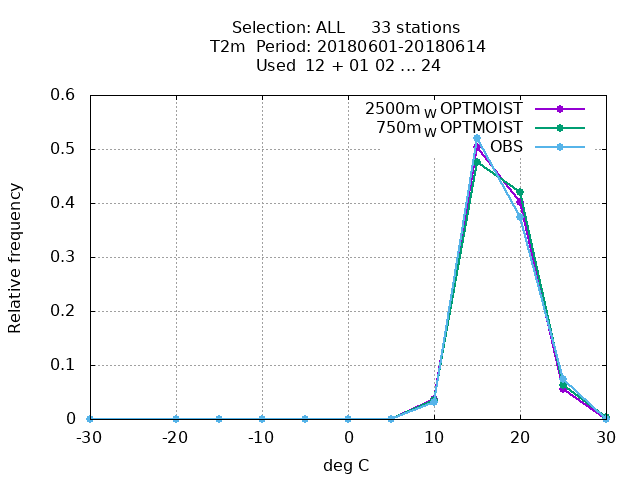 Selection: ALL     33 stations
T2m  Period: 20180601-20180614
Used  12 + 01 02 ... 24
2500m W OPTMOIST
750m W OPTMOIST
OBS
Relative frequency
0.6
0.5
0.4
0.3
0.2
0.1
0
-30 -20 -10 0 10 20 30
deg C